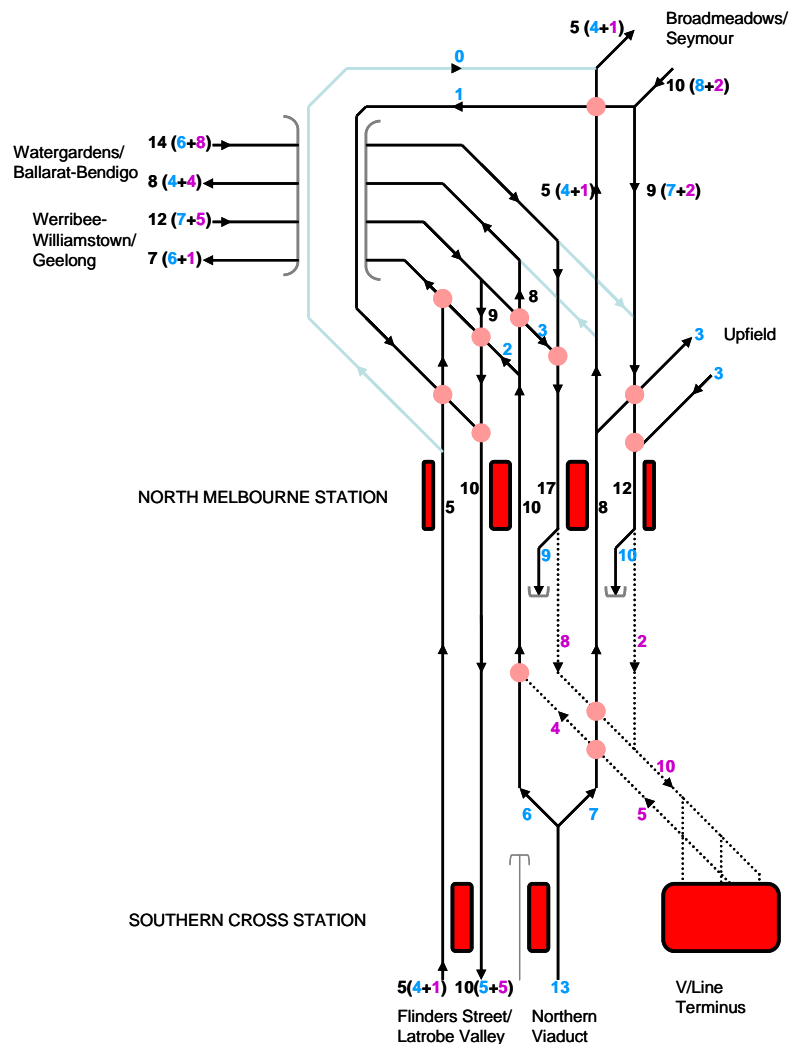 Broadmeadows/
Seymour
5 (4+1)
10 (8+2)
0
1
Watergardens/
Ballarat-Bendigo
14 (6+8)
8 (4+4)
Werribee-
Williamstown/
Geelong
12 (7+5)
7 (6+1)
5 (4+1)
9 (7+2)
8
9
3
2
Upfield
3
3
NORTH MELBOURNE STATION
5
10
10
17
8
12
9
10
8
2
4
10
5
6
7
SOUTHERN CROSS STATION
5(4+1)
10(5+5)
13
Flinders Street/
Latrobe Valley
Northern
Viaduct
V/Line
Terminus